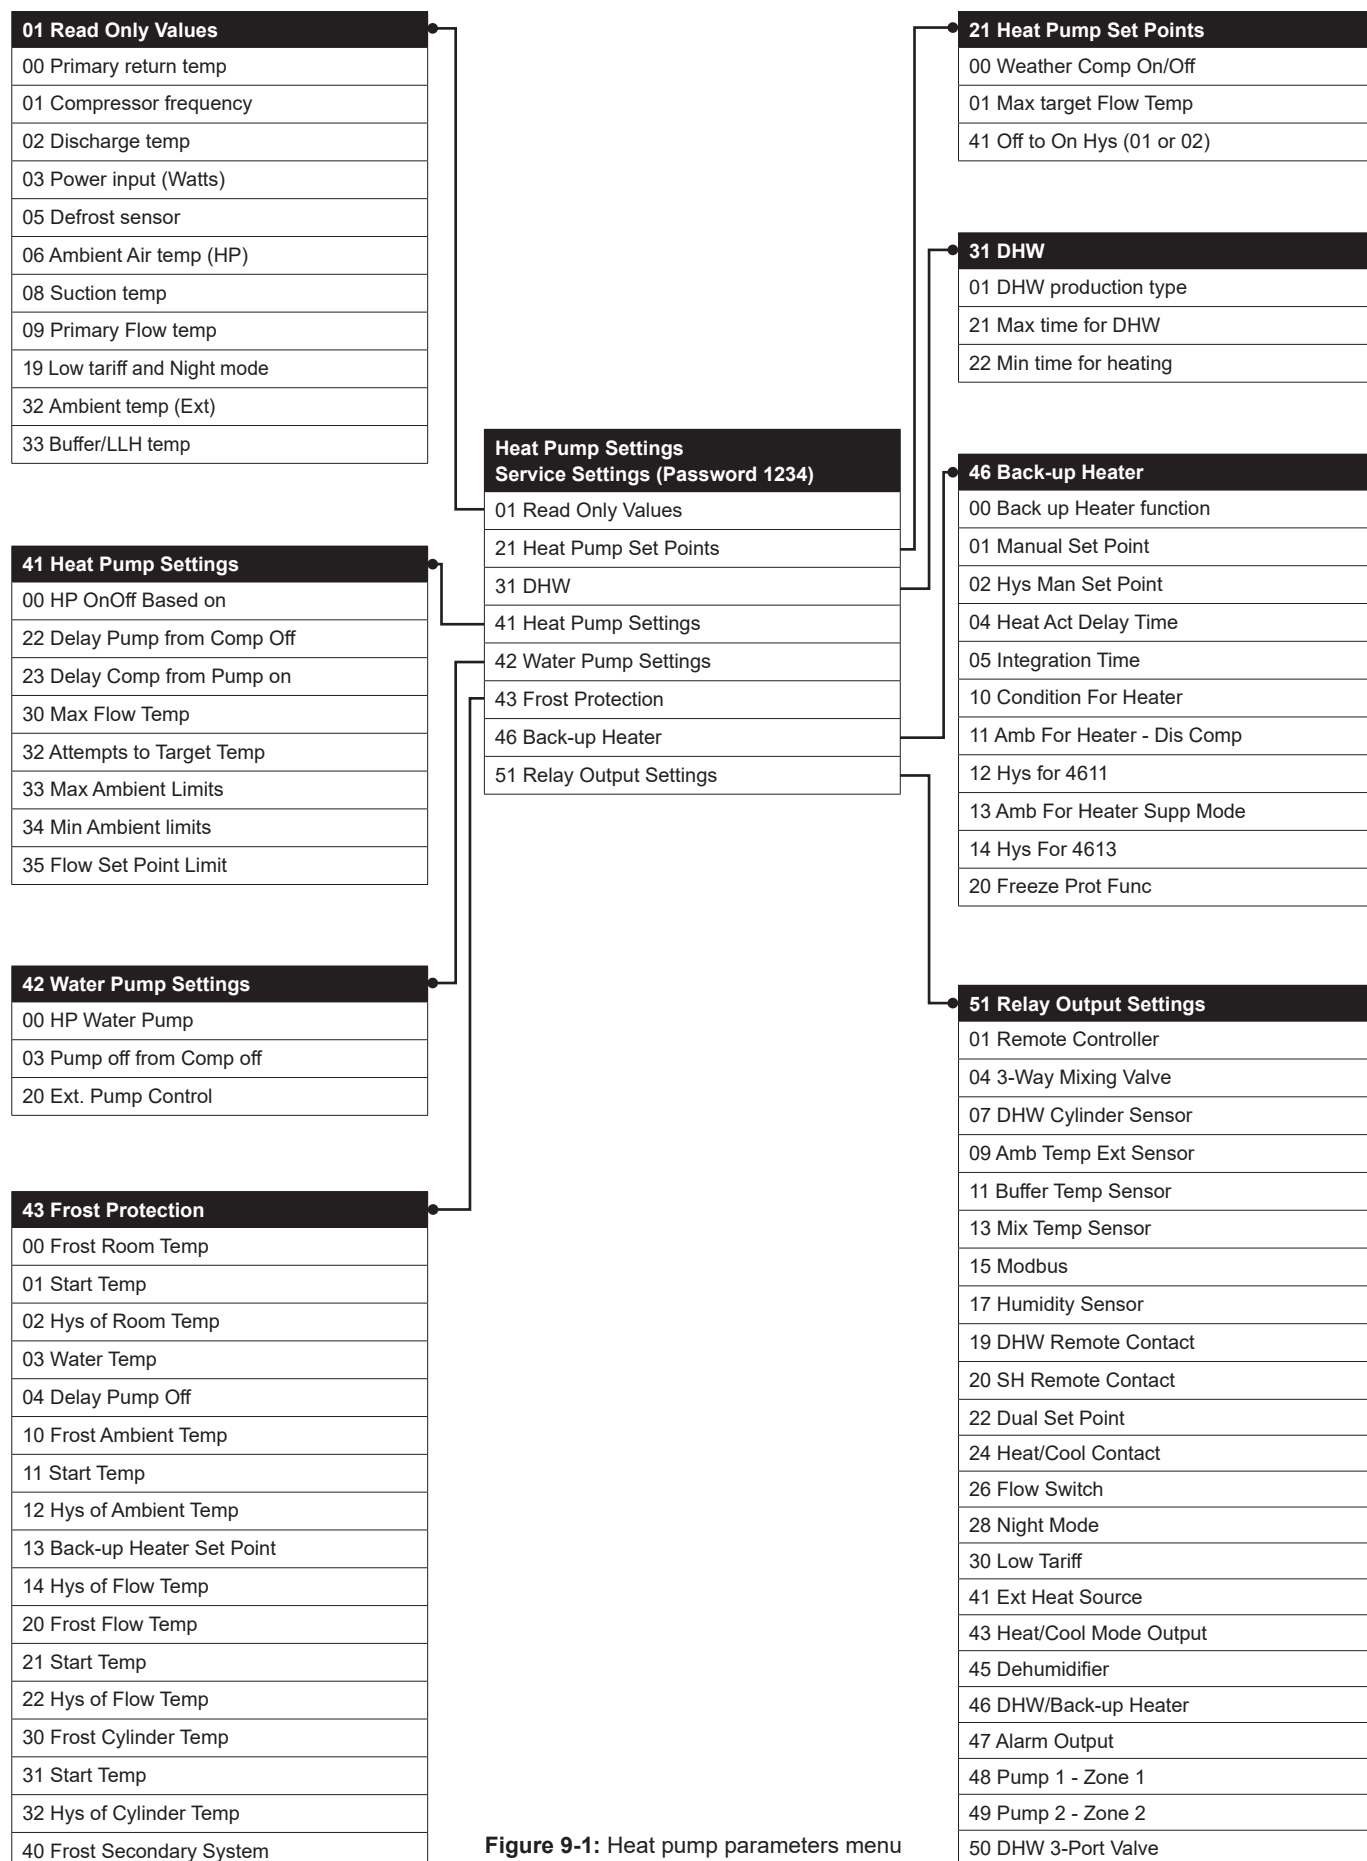 01 Read Only Values
00 Primary return temp
01 Compressor frequency
02 Discharge temp
03 Power input (Watts)
05 Defrost sensor
06 Ambient Air temp (HP)
08 Suction temp
09 Primary Flow temp
19 Low tariff and Night mode
32 Ambient temp (Ext)
33 Buffer/LLH temp
41 Heat Pump Settings
00 HP OnOff Based on
22 Delay Pump from Comp Off
23 Delay Comp from Pump on
30 Max Flow Temp
32 Attempts to Target Temp
33 Max Ambient Limits
34 Min Ambient limits
35 Flow Set Point Limit
42 Water Pump Settings
00 HP Water Pump
03 Pump off from Comp off
20 Ext. Pump Control
43 Frost Protection
00 Frost Room Temp
01 Start Temp
02 Hys of Room Temp
03 Water Temp
04 Delay Pump Off
10 Frost Ambient Temp
11 Start Temp
12 Hys of Ambient Temp
13 Back-up Heater Set Point
14 Hys of Flow Temp
20 Frost Flow Temp
21 Start Temp
22 Hys of Flow Temp
30 Frost Cylinder Temp
31 Start Temp
32 Hys of Cylinder Temp
40 Frost Secondary System
Heat Pump Settings
Service Settings (Password 1234)
01 Read Only Values
21 Heat Pump Set Points
31 DHW
41 Heat Pump Settings
42 Water Pump Settings
43 Frost Protection
46 Back-up Heater
51 Relay Output Settings
21 Heat Pump Set Points
00 Weather Comp On/Off
01 Max target Flow Temp
41 Off to On Hys (01 or 02)
31 DHW
01 DHW production type
21 Max time for DHW
22 Min time for heating
46 Back-up Heater
00 Back up Heater function
01 Manual Set Point
02 Hys Man Set Point
04 Heat Act Delay Time
05 Integration Time
10 Condition For Heater
11 Amb For Heater - Dis Comp
12 Hys for 4611
13 Amb For Heater Supp Mode
14 Hys For 4613
20 Freeze Prot Func
51 Relay Output Settings
01 Remote Controller
04 3-Way Mixing Valve
07 DHW Cylinder Sensor
09 Amb Temp Ext Sensor
11 Buffer Temp Sensor
13 Mix Temp Sensor
15 Modbus
17 Humidity Sensor
19 DHW Remote Contact
20 SH Remote Contact
22 Dual Set Point
24 Heat/Cool Contact
26 Flow Switch
28 Night Mode
30 Low Tariff
41 Ext Heat Source
43 Heat/Cool Mode Output
45 Dehumidifier
46 DHW/Back-up Heater
47 Alarm Output
48 Pump 1 - Zone 1
49 Pump 2 - Zone 2
50 DHW 3-Port Valve
Figure 9-1: Heat pump parameters menu